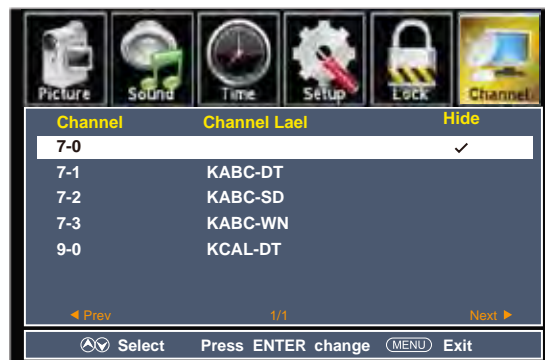 Picture Sound Time Setup Lock Channel
Channel Channel Lael Hide
7-0 ✓
7-1 KABC-DT
7-2 KABC-SD
7-3 KABC-WN
9-0 KCAL-DT
◀ Prev 1/1 Next ▶
Select Press ENTER change MENU Exit